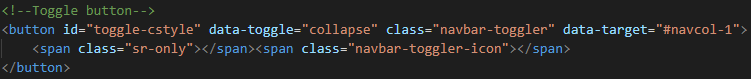 <!--Toggle button-->
<button id="toggle-cstyle" data-toggle="collapse" class="navbar-toggler" data-target="#navcol-1">
<span class="sr-only"></span><span class="navbar-toggler-icon"></span>
</button>